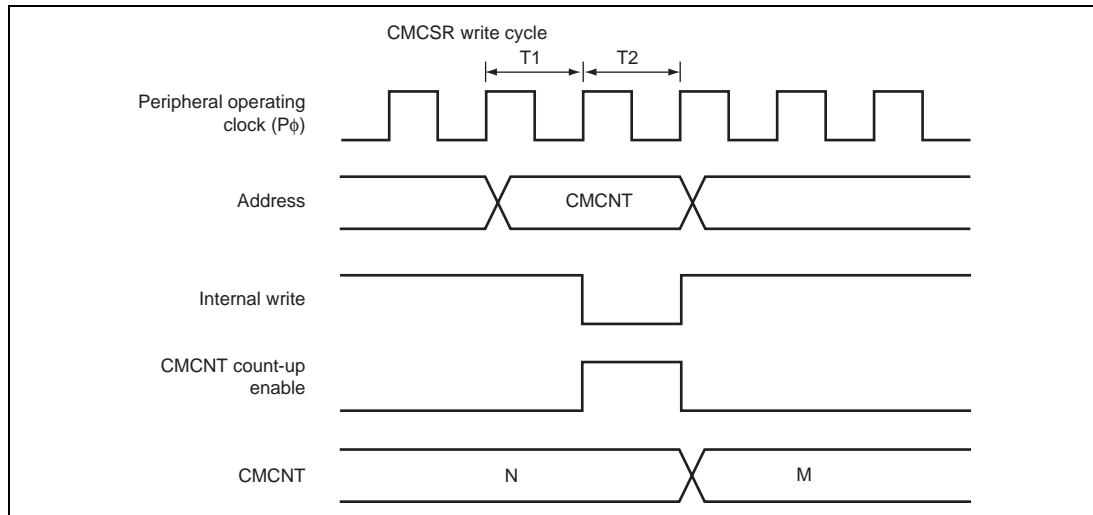 CMCSR write cycle
T1
T2
Peripheral operating
clock (Pϕ)
Address
CMCNT
Internal write
CMCNT count-up
enable
CMCNT
N
M